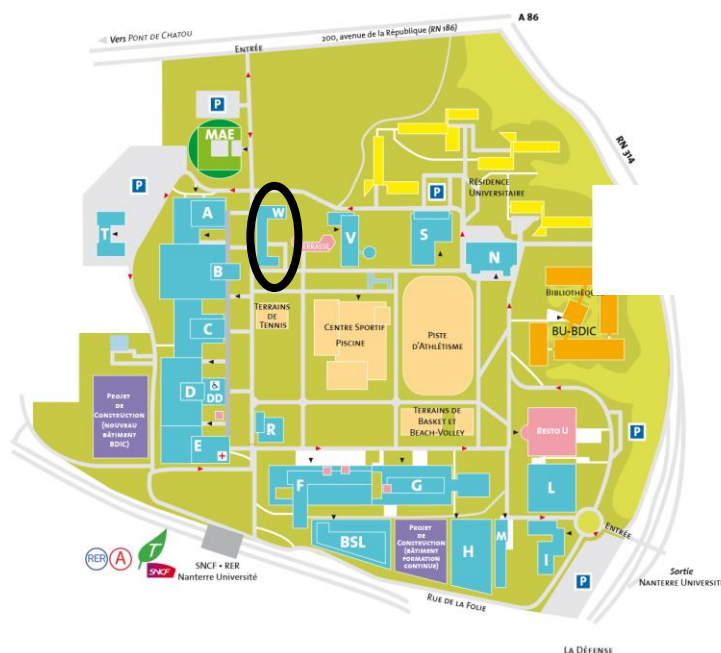 A 86
Vers PONT DE CHATOU
200, avenue de la République (RN 186)
ENTRÉE
P
MAE
RN 314
P
RÉSIDENCE
UNIVERSITAIRE
P
A
W
T
V
S
N
B
BIBLIOTHÈQUE
BU-BDIC
TERRAINS
DE
TENNIS
CENTRE SPORTIF
PISCINE
PISTE
D'ATHLÉTISME
C
PROJET
DE
CONSTRUCTION
(NOUVEAU
BÂTIMENT
BDIC)
D
DD
TERRAINS DE
BASKET ET
BEACH-VOLLEY
R
RESTO U
P
E
F
G
L
BSL
PROJET
DE
CONSTRUCTION
(BÂTIMENT
FORMATION
CONTINUE)
H
M
I
ENTRÉE
RER
A
T
SNCF
SNCF • RER
Nanterre Université
P
Sortie
NANTERRE UNIVERSIT
RUE DE LA FOLIE
LA DÉFENSE